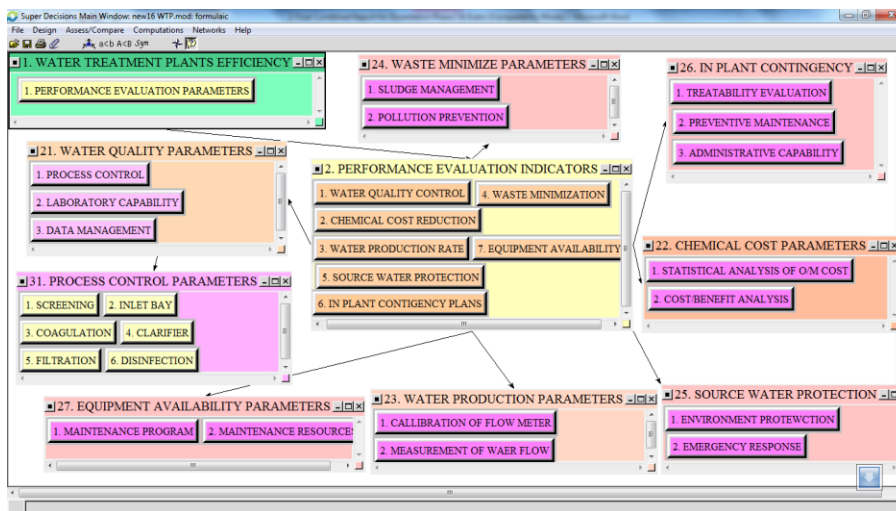 Super Decisions Main Window: new16 WTP.mod: formulaic
File Design Assess/Compare Computations Networks Help
a<b A<B Sym
1. WATER TREATMENT PLANTS EFFICIENCY
1. PERFORMANCE EVALUATION PARAMETERS
24. WASTE MINIMIZE PARAMETERS
1. SLUDGE MANAGEMENT
2. POLLUTION PREVENTION
26. IN PLANT CONTINGENCY
1. TREATABILITY EVALUATION
2. PREVENTIVE MAINTENANCE
3. ADMINISTRATIVE CAPABILITY
21. WATER QUALITY PARAMETERS
1. PROCESS CONTROL
2. LABORATORY CAPABILITY
3. DATA MANAGEMENT
2. PERFORMANCE EVALUATION INDICATORS
1. WATER QUALITY CONTROL 4. WASTE MINIMIZATION
2. CHEMICAL COST REDUCTION
3. WATER PRODUCTION RATE 7. EQUIPMENT AVAILABILITY
5. SOURCE WATER PROTECTION
6. IN PLANT CONTIGENCY PLANS
22. CHEMICAL COST PARAMETERS
1. STATISTICAL ANALYSIS OF O/M COST
2. COST/BENEFIT ANALYSIS
31. PROCESS CONTROL PARAMETERS
1. SCREENING 2. INLET BAY
3. COAGULATION 4. CLARIFIER
5. FILTRATION 6. DISINFECTION
27. EQUIPMENT AVAILABILITY PARAMETERS
1. MAINTENANCE PROGRAM 2. MAINTENANCE RESOURCES
23. WATER PRODUCTION PARAMETERS
1. CALLIBRATION OF FLOW METER
2. MEASUREMENT OF WAER FLOW
25. SOURCE WATER PROTECTION
1. ENVIRONMENT PROTEWCTION
2. EMERGENCY RESPONSE